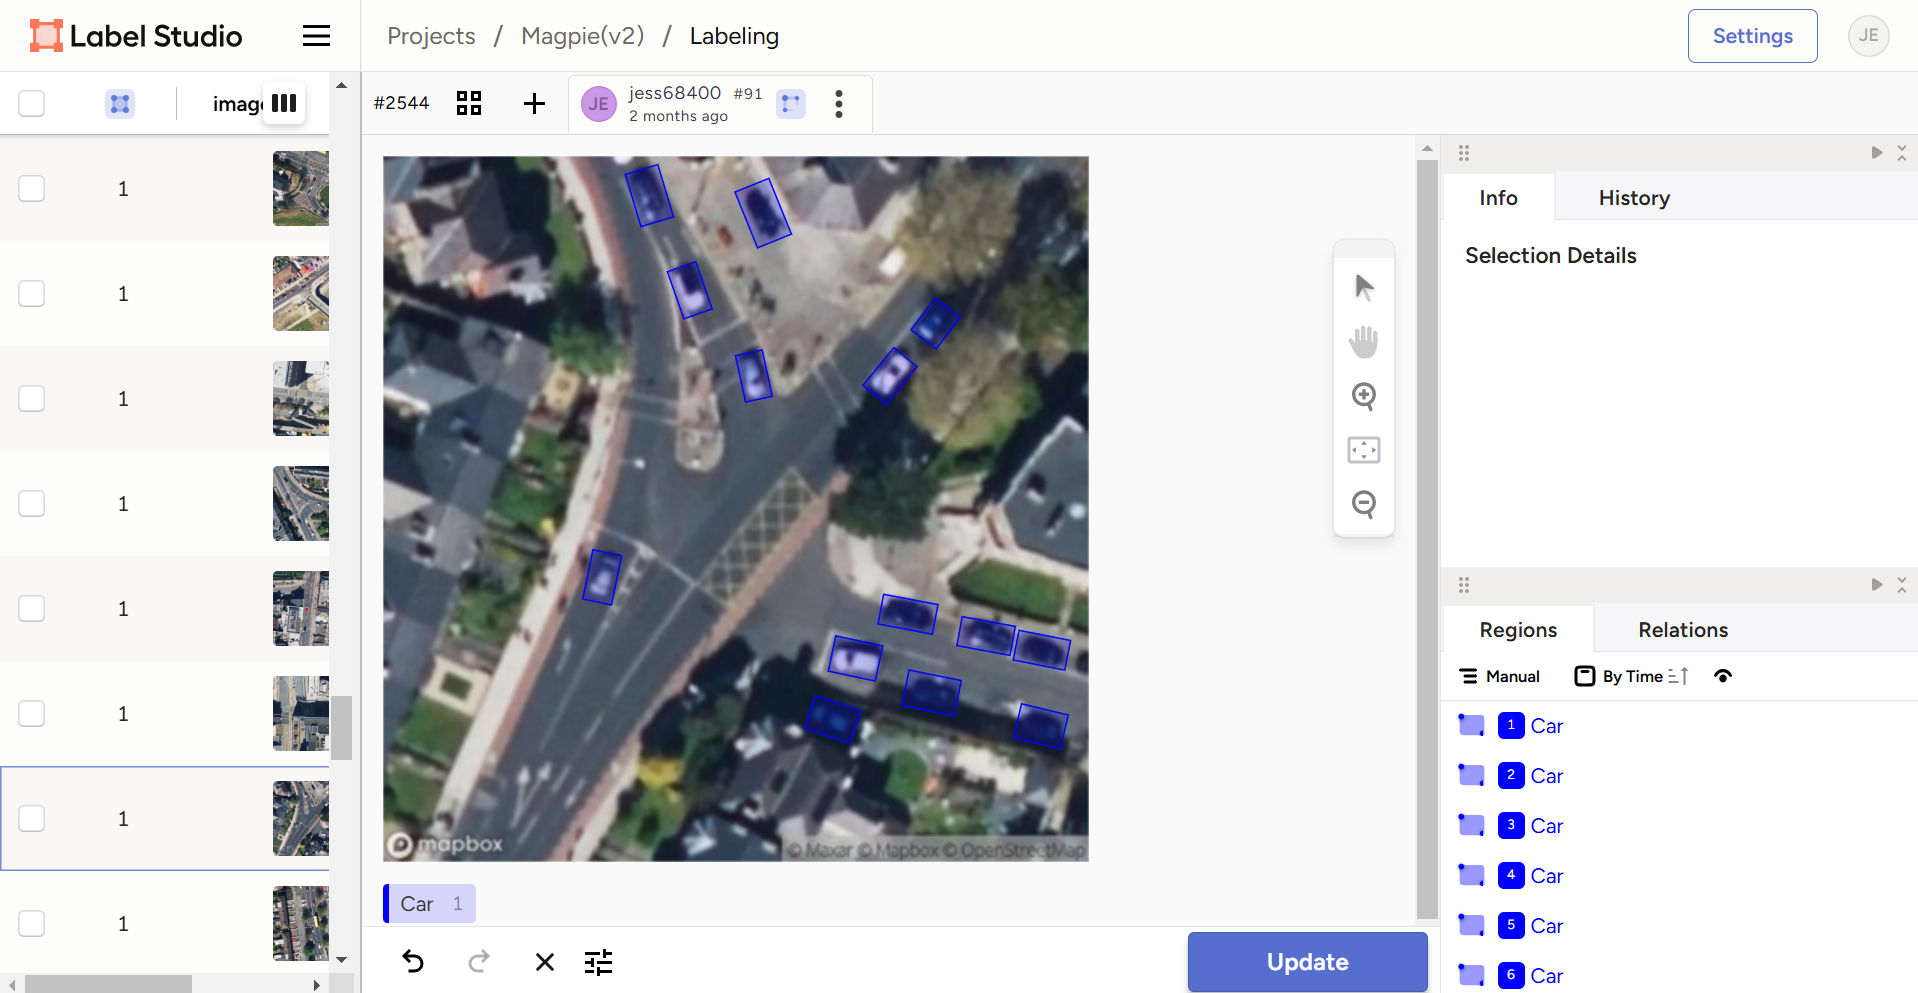 Label Studio
Projects / Magpie(v2) / Labeling
Settings
JE
imag
#2544
JE
jess68400 #91
2 months ago
1
1
1
1
1
1
1
1
mapbox
© Maxar © Mapbox © OpenStreetMap
Car 1
Update
Info
History
Selection Details
Regions
Relations
Manual
By Time
1 Car
2 Car
3 Car
4 Car
5 Car
6 Car